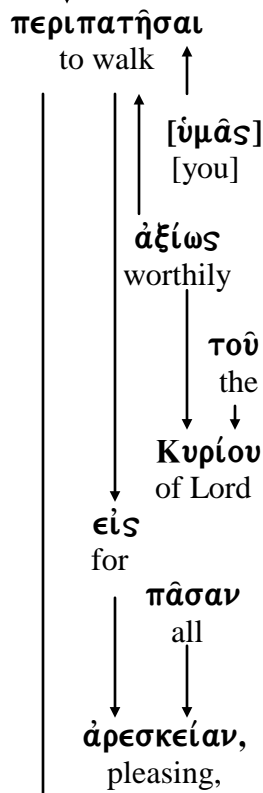 περιπατῆσαι
to walk
[ὑμᾶς]
[you]
ἀξίως
worthily
τοῦ
the
Κυρίου
of Lord
εἰς
for
πᾶσαν
all
ἀρεσκείαν,
pleasing,